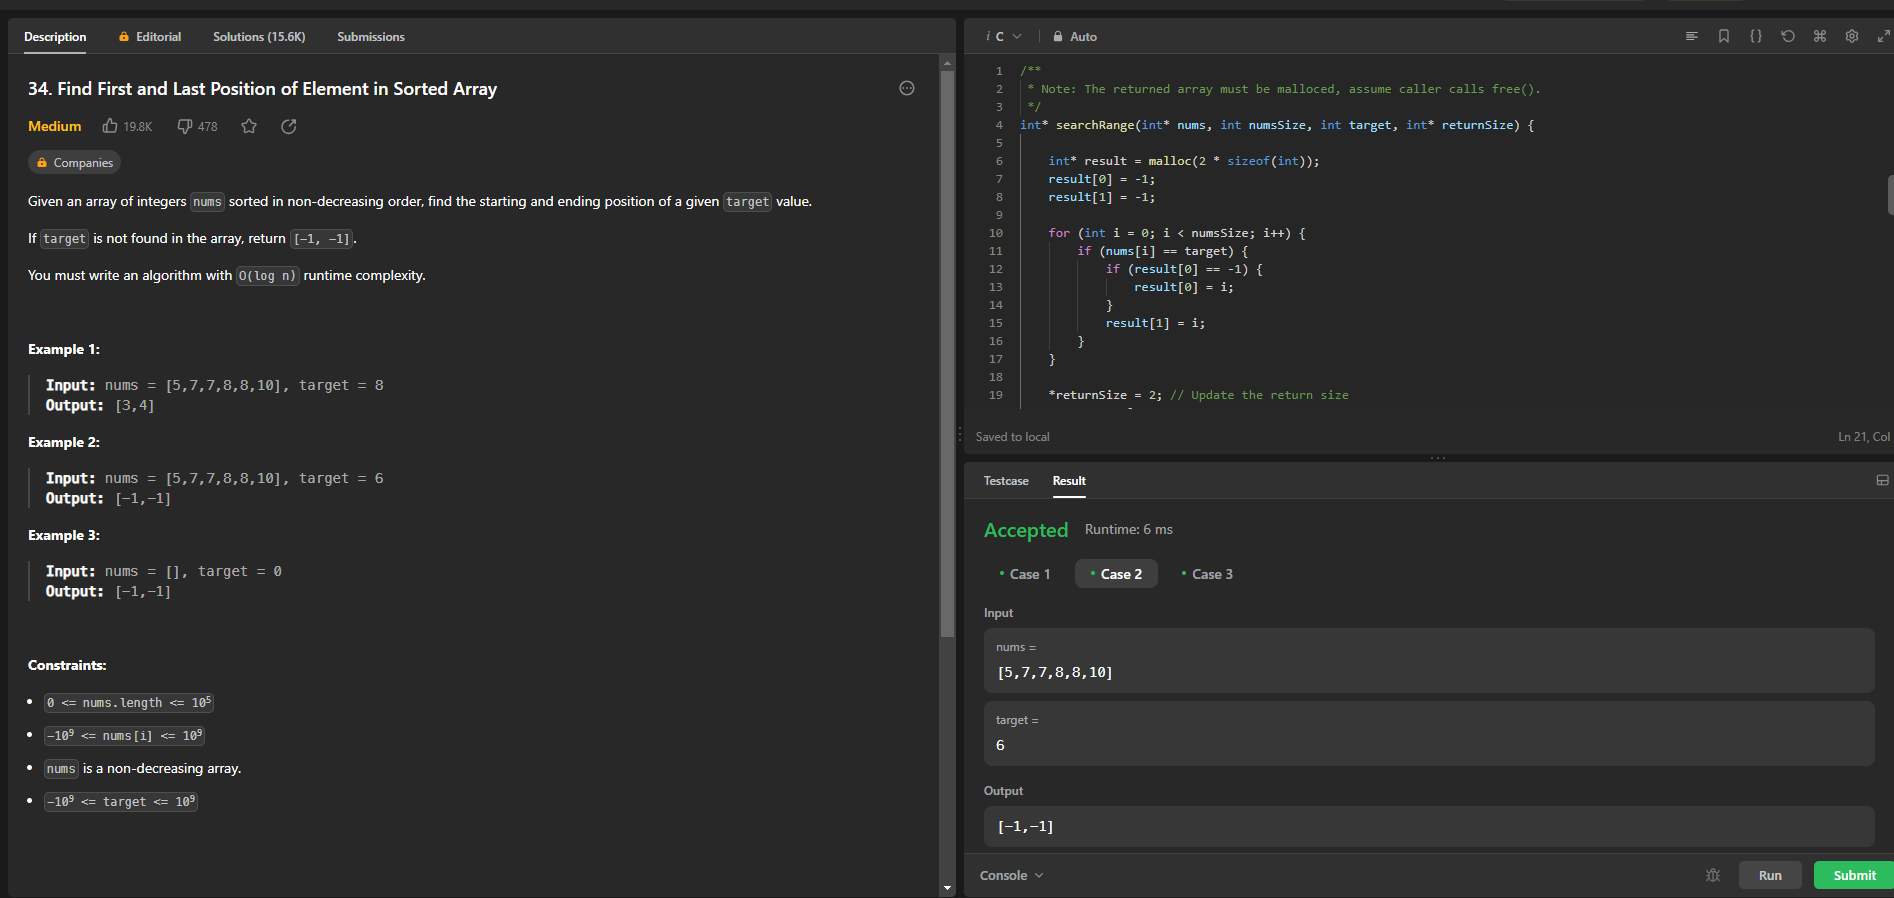 Description Editorial Solutions (15.6K) Submissions
34. Find First and Last Position of Element in Sorted Array
Medium 19.8K 478
Companies
Given an array of integers nums sorted in non-decreasing order, find the starting and ending position of a given target value.
If target is not found in the array, return [-1, -1].
You must write an algorithm with O(log n) runtime complexity.
Example 1:
Input: nums = [5,7,7,8,8,10], target = 8
Output: [3,4]
Example 2:
Input: nums = [5,7,7,8,8,10], target = 6
Output: [-1,-1]
Example 3:
Input: nums = [], target = 0
Output: [-1,-1]
Constraints:
• 0 <= nums.length <= 10⁵
• -10⁹ <= nums[i] <= 10⁹
• nums is a non-decreasing array.
• -10⁹ <= target <= 10⁹
i C Auto
1 /**
2  * Note: The returned array must be malloced, assume caller calls free().
3  */
4 int* searchRange(int* nums, int numsSize, int target, int* returnSize) {
5
6     int* result = malloc(2 * sizeof(int));
7     result[0] = -1;
8     result[1] = -1;
9
10     for (int i = 0; i < numsSize; i++) {
11         if (nums[i] == target) {
12             if (result[0] == -1) {
13                 result[0] = i;
14             }
15             result[1] = i;
16         }
17     }
18
19     *returnSize = 2; // Update the return size
Saved to local Ln 21, Col
Testcase Result
Accepted Runtime: 6 ms
• Case 1 • Case 2 • Case 3
Input
nums =
[5,7,7,8,8,10]
target =
6
Output
[-1,-1]
Console Run Submit